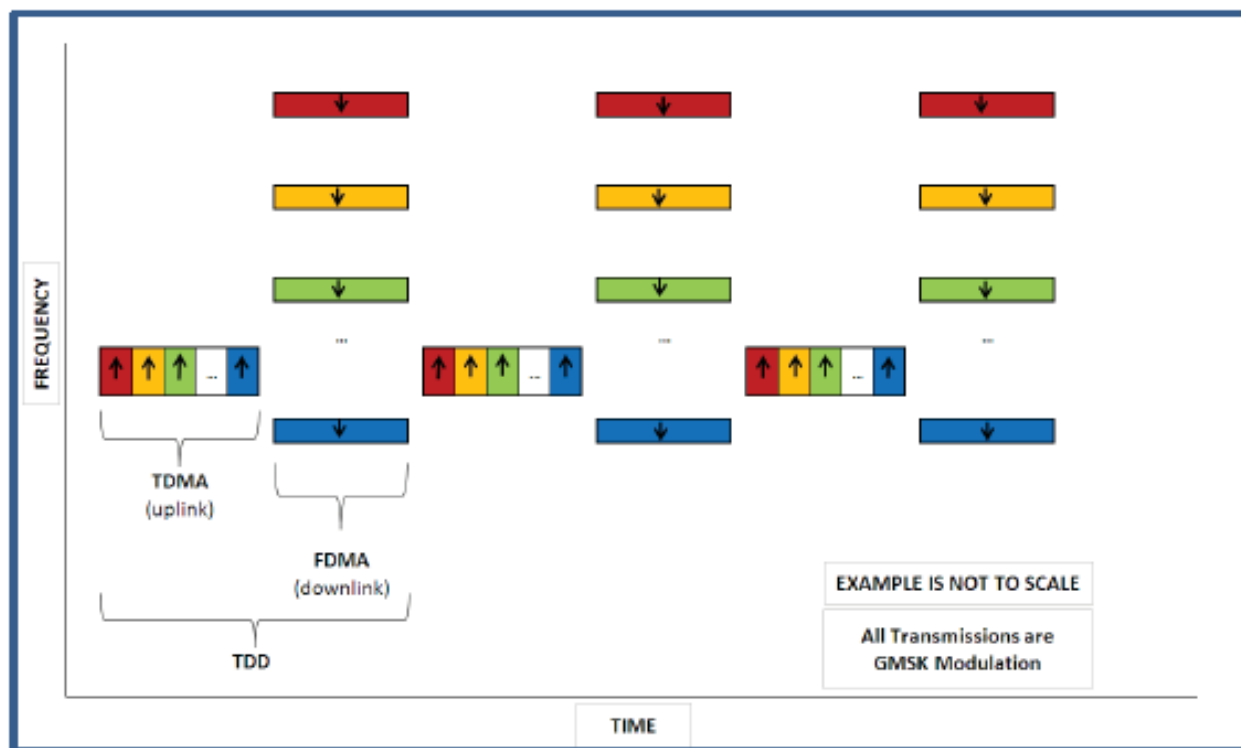 FREQUENCY
...
...
...
...
...
...
TDMA
(uplink)
FDMA
(downlink)
TDD
EXAMPLE IS NOT TO SCALE
All Transmissions are
GMSK Modulation
TIME